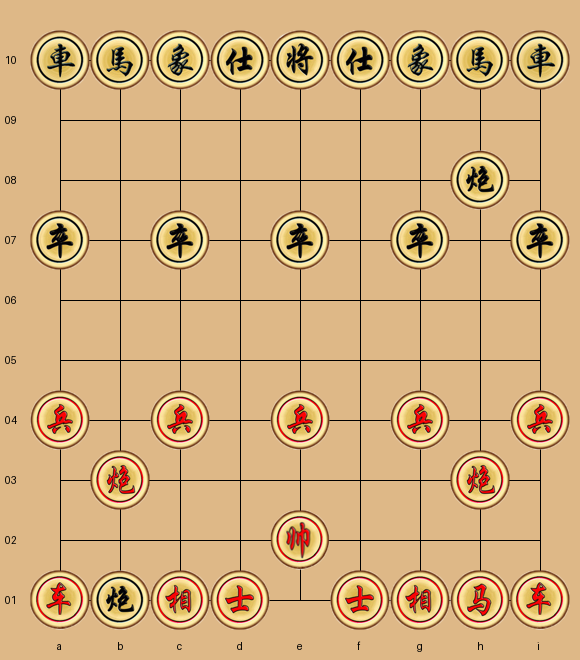 10 車 馬 象 仕 将 仕 象 馬 車
09
08 炮
07 卒 卒 卒 卒 卒
06
05
04 兵 兵 兵 兵 兵
03 炮 炮
02 帅
01 车 炮 相 士 士 相 马 车
a b c d e f g h i